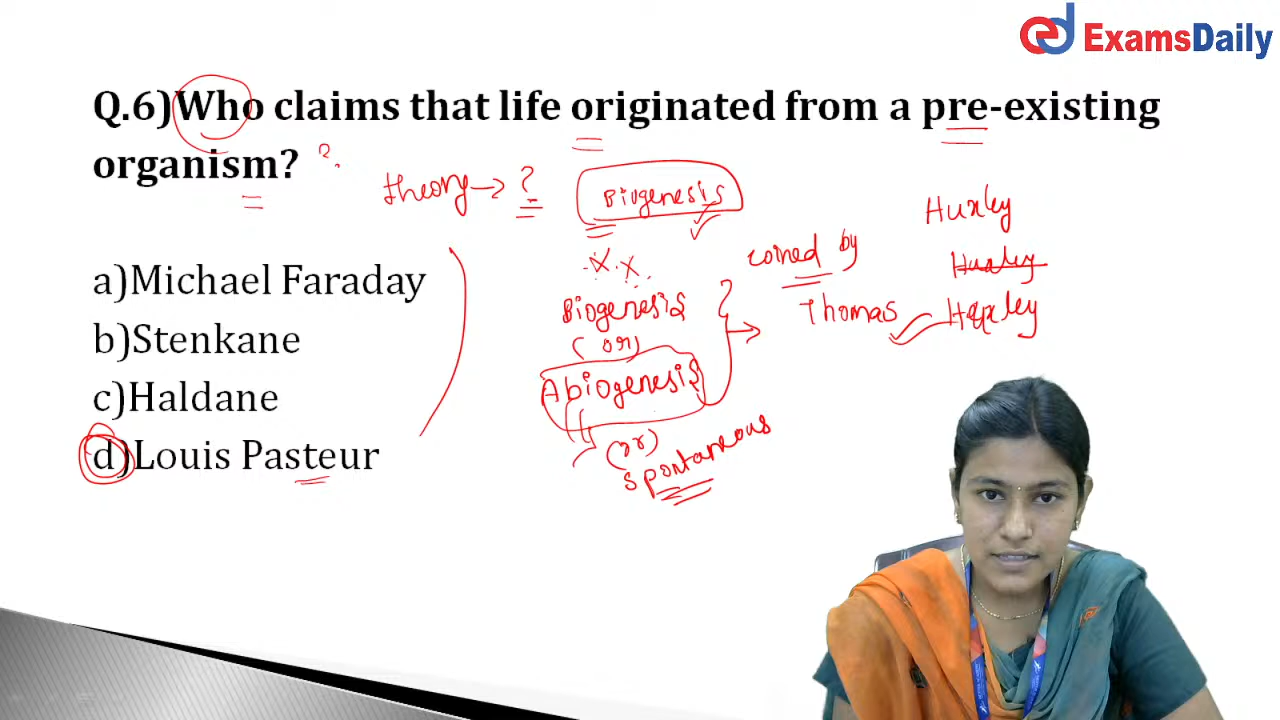 ExamsDaily
Q.6)Who claims that life originated from a pre-existing
organism?
?
theory → ?
Biogenesis
a)Michael Faraday
b)Stenkane
c)Haldane
d)Louis Pasteur
Biogenesis
(or)
Abiogenesis
(or)
spontaneous
coined by
Thomas
Huxley
Huxley
Huxley